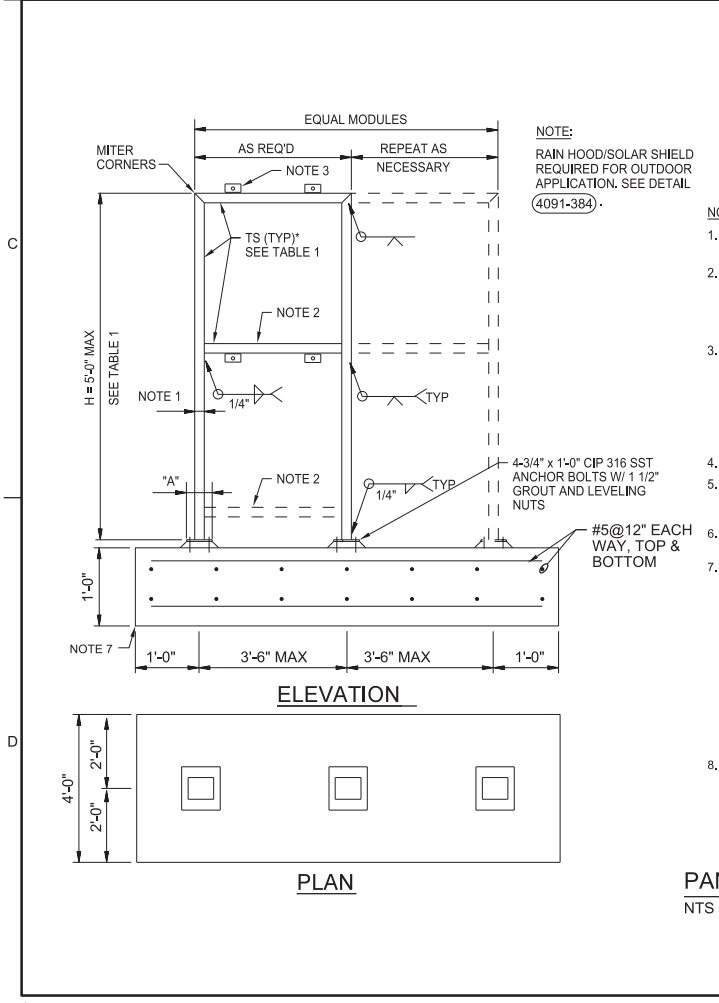 EQUAL MODULES
MITER
CORNERS
AS REQ'D
REPEAT AS
NECESSARY
NOTE 3
NOTE:
RAIN HOOD/SOLAR SHIELD
REQUIRED FOR OUTDOOR
APPLICATION. SEE DETAIL
4091-384.
C
TS (TYP)*
SEE TABLE 1
NOTE 2
H = 5'-0" MAX
SEE TABLE 1
NOTE 1
1/4"
TYP
"A"
NOTE 2
1/4"
TYP
4-3/4" x 1'-0" CIP 316 SST
ANCHOR BOLTS W/ 1 1/2"
GROUT AND LEVELING
NUTS
#5@12" EACH
WAY, TOP &
BOTTOM
1'-0"
NOTE 7
1'-0"
3'-6" MAX
3'-6" MAX
1'-0"
ELEVATION
D
4'-0"
2'-0"
2'-0"
PLAN
1.
2.
3.
4.
5.
6.
7.
8.
NTS